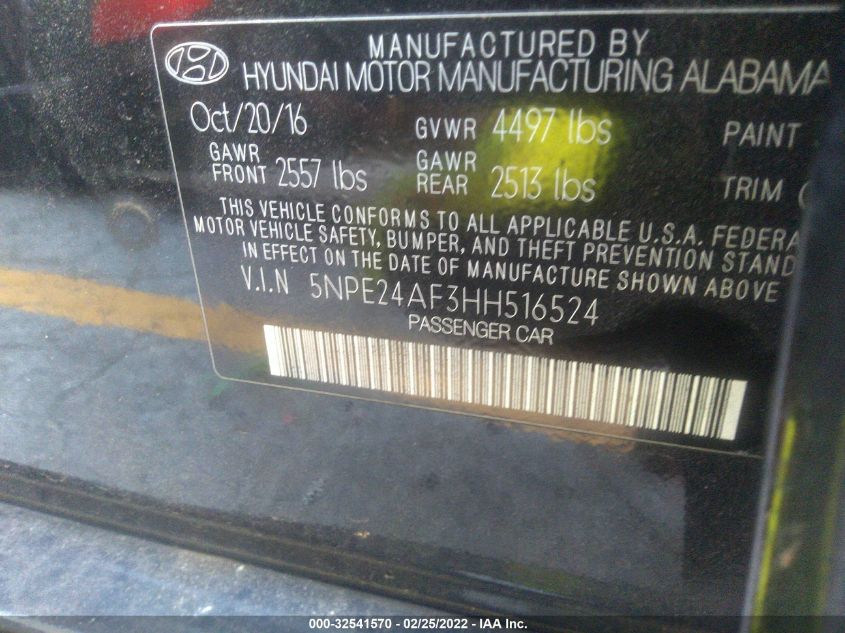 MANUFACTURED BY
HYUNDAI MOTOR MANUFACTURING ALABAMA
Oct/20/16 GVWR 4497 lbs PAINT
GAWR FRONT 2557 lbs GAWR REAR 2513 lbs TRIM
THIS VEHICLE CONFORMS TO ALL APPLICABLE U.S.A. FEDERA
MOTOR VEHICLE SAFETY, BUMPER, AND THEFT PREVENTION STAND
IN EFFECT ON THE DATE OF MANUFACTURE SHOWN ABOVE
V.I.N 5NPE24AF3HH516524
PASSENGER CAR
000-32541570 - 02/25/2022 - IAA Inc.